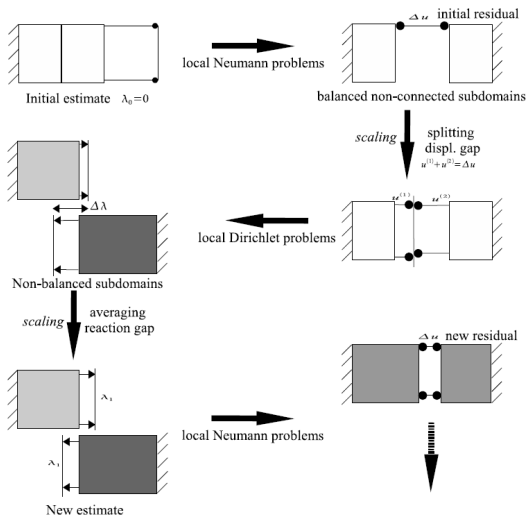 Δu initial residual
local Neumann problems
Initial estimate λ₀=0
balanced non-connected subdomains
scaling
splitting
displ. gap
u⁽¹⁾+u⁽²⁾=Δu
u⁽¹⁾ u⁽²⁾
Δλ
local Dirichlet problems
Non-balanced subdomains
scaling
averaging
reaction gap
Δu new residual
λ₁
local Neumann problems
λ₁
New estimate